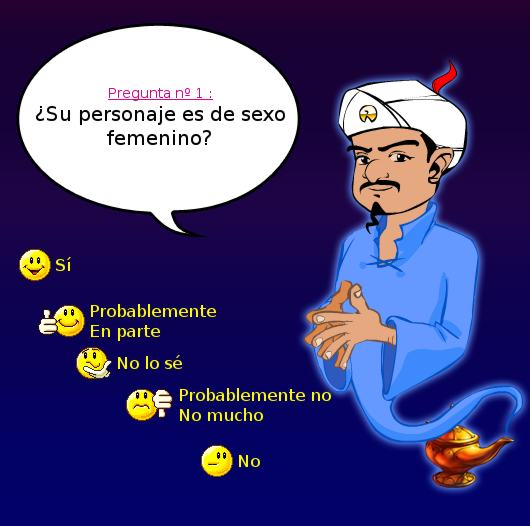 Pregunta nº 1 :
¿Su personaje es de sexo
femenino?
Sí
Probablemente
En parte
No lo sé
Probablemente no
No mucho
No